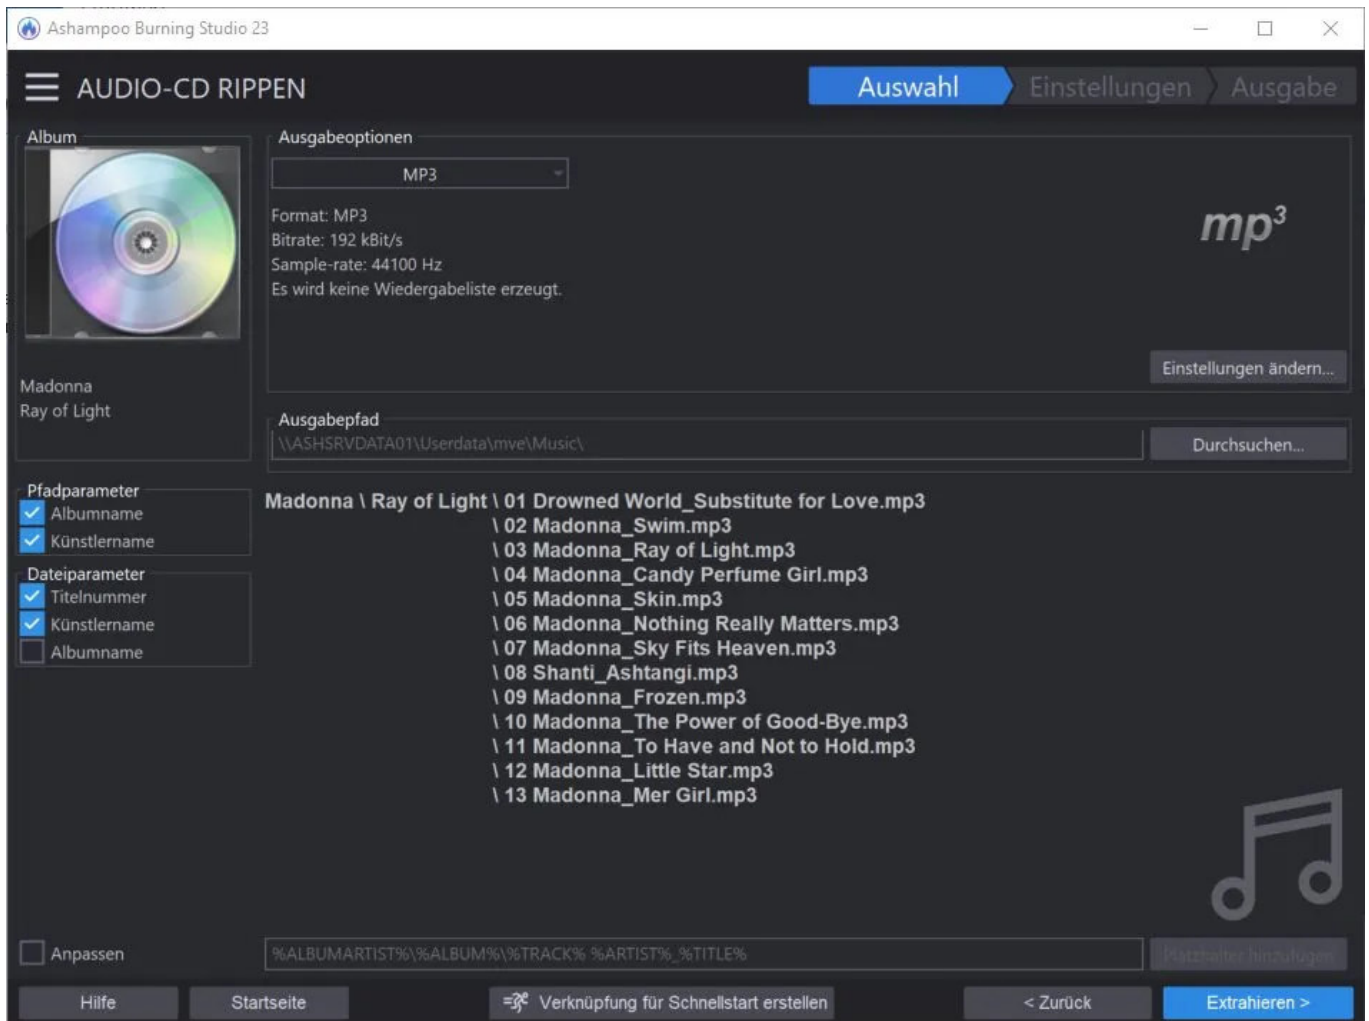 Ashampoo Burning Studio 23
AUDIO-CD RIPPEN
Auswahl
Einstellungen
Ausgabe
Album
Madonna
Ray of Light
Ausgabeoptionen
MP3
Format: MP3
Bitrate: 192 kBit/s
Sample-rate: 44100 Hz
Es wird keine Wiedergabeliste erzeugt.
mp3
Einstellungen ändern...
Ausgabepfad
\\ASHSRVDATA01\Userdata\mve\Music\
Durchsuchen...
Pfadparameter
Albumname
Künstlername
Dateiparameter
Titelnummer
Künstlername
Albumname
Madonna \ Ray of Light \ 01 Drowned World_Substitute for Love.mp3
\ 02 Madonna_Swim.mp3
\ 03 Madonna_Ray of Light.mp3
\ 04 Madonna_Candy Perfume Girl.mp3
\ 05 Madonna_Skin.mp3
\ 06 Madonna_Nothing Really Matters.mp3
\ 07 Madonna_Sky Fits Heaven.mp3
\ 08 Shanti_Ashtangi.mp3
\ 09 Madonna_Frozen.mp3
\ 10 Madonna_The Power of Good-Bye.mp3
\ 11 Madonna_To Have and Not to Hold.mp3
\ 12 Madonna_Little Star.mp3
\ 13 Madonna_Mer Girl.mp3
Anpassen
%ALBUMARTIST%\%ALBUM%\%TRACK% %ARTIST%_%TITLE%
Platzhalter hinzufügen
Hilfe
Startseite
Verknüpfung für Schnellstart erstellen
< Zurück
Extrahieren >